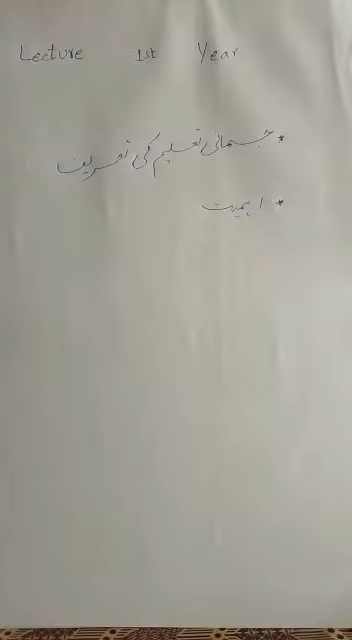 Lecture 1st Year
* جسمانی تعلیم کی تعریف
* اہمیت